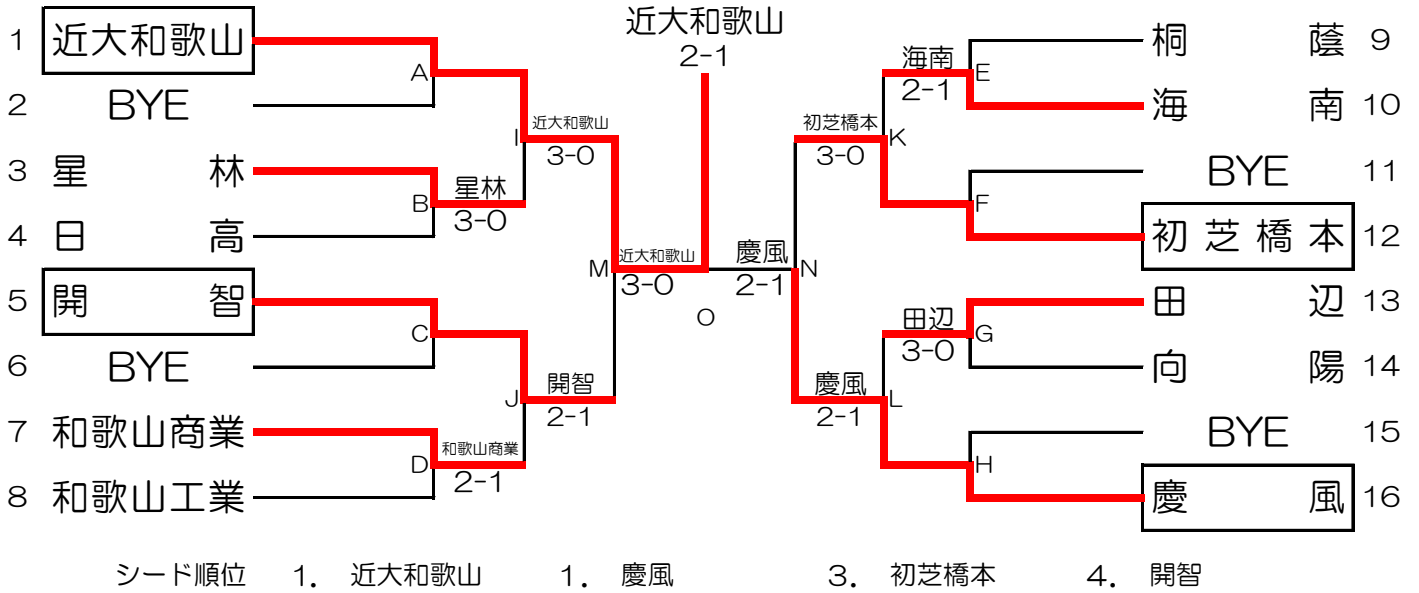 近大和歌山
2-1
1 近大和歌山
2 BYE
3 星林
4 日高
5 開智
6 BYE
7 和歌山商業
8 和歌山工業
A
B
C
D
星林
3-0
和歌山商業
2-1
I
J
近大和歌山
3-0
開智
2-1
M
近大和歌山
3-0
O
慶風
2-1
N
初芝橋本
3-0
慶風
2-1
K
L
海南
2-1
田辺
3-0
E
F
G
H
桐蔭 9
海南 10
BYE 11
初芝橋本 12
田辺 13
向陽 14
BYE 15
慶風 16
シード順位 1. 近大和歌山 1. 慶風 3. 初芝橋本 4. 開智